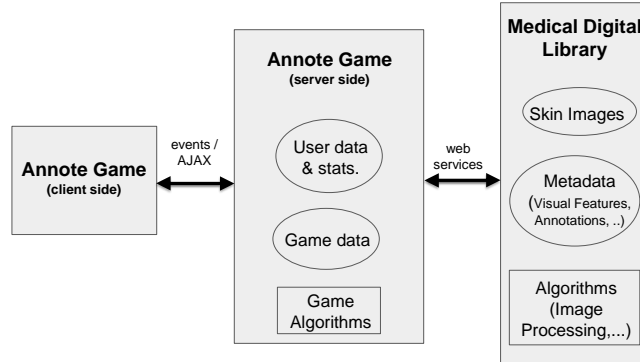 Annote Game
(client side)
events /
AJAX
Annote Game
(server side)
User data
& stats.
Game data
Game
Algorithms
web
services
Medical Digital
Library
Skin Images
Metadata
(Visual Features,
Annotations, ..)
Algorithms
(Image
Processing,...)